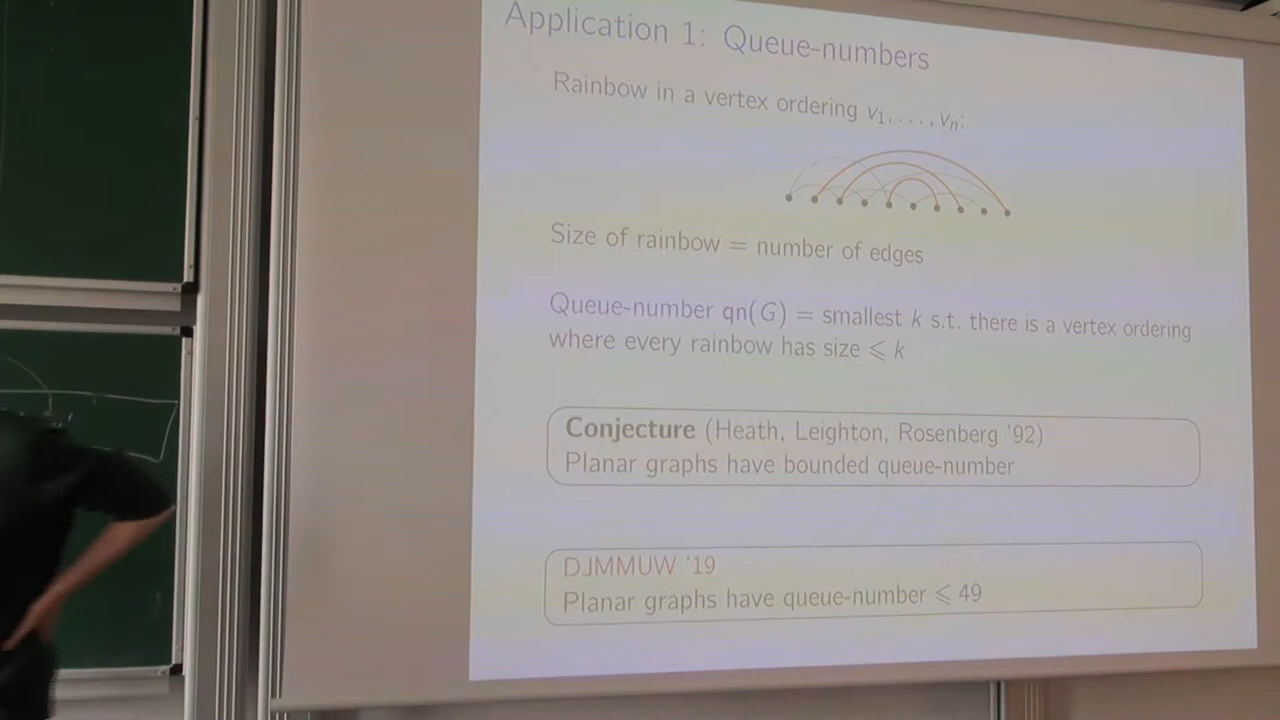 Application 1: Queue-numbers
Rainbow in a vertex ordering v₁, . . . , vₙ:
Size of rainbow = number of edges
Queue-number qn(G) = smallest k s.t. there is a vertex ordering
where every rainbow has size ⩽ k
Conjecture (Heath, Leighton, Rosenberg '92)
Planar graphs have bounded queue-number
DJMMUW '19
Planar graphs have queue-number ⩽ 49